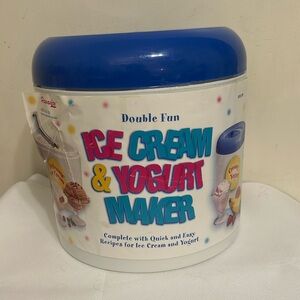 Double Fun
ICE CREAM
& YOGURT
MAKER
Complete with Quick and Easy
Recipes for Ice Cream and Yogurt